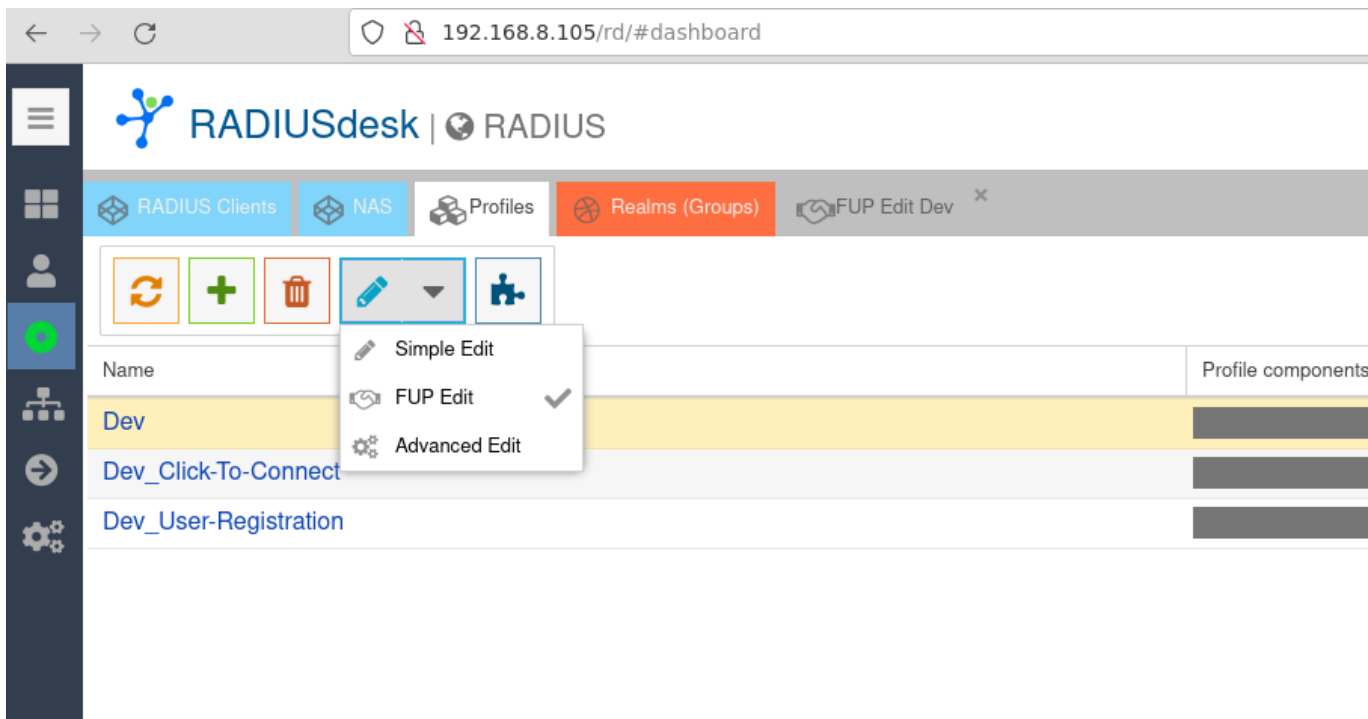 192.168.8.105/rd/#dashboard
RADIUSdesk | RADIUS
RADIUS Clients NAS Profiles Realms (Groups) FUP Edit Dev
Simple Edit
Name Profile components
FUP Edit
Dev
Advanced Edit
Dev_Click-To-Connect
Dev_User-Registration